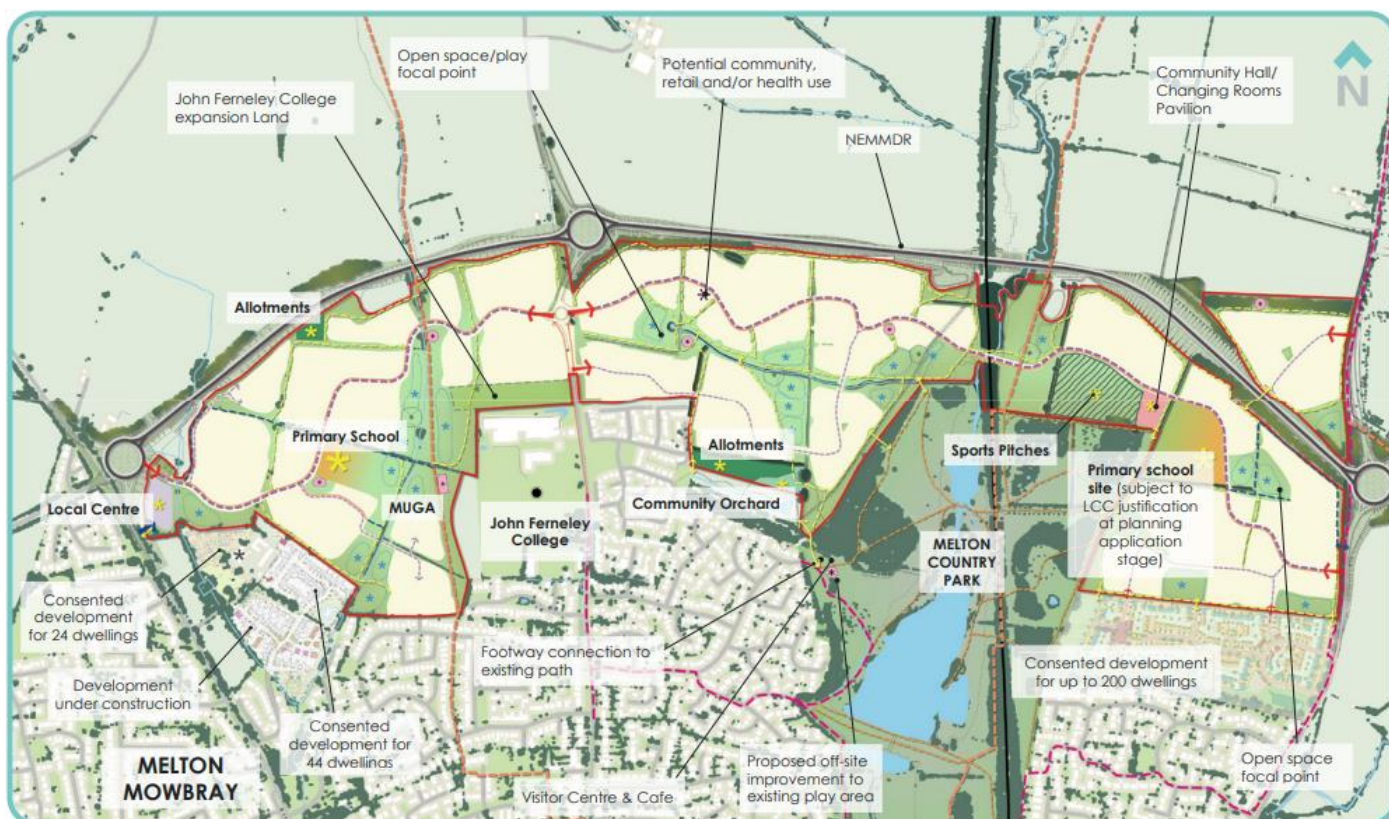 Open space/play
focal point
Potential community,
retail and/or health use
Community Hall/
Changing Rooms
Pavilion
N
John Ferneley College
expansion Land
NEMMDR
Allotments
Primary School
Allotments
Sports Pitches
Primary school
site (subject to
LCC justification
at planning
application
stage)
Local Centre
MUGA
John Ferneley
College
Community Orchard
MELTON
COUNTRY
PARK
Consented
development
for 24 dwellings
Footway connection to
existing path
Consented development
for up to 200 dwellings
Development
under construction
Consented
development for
44 dwellings
MELTON
MOWBRAY
Visitor Centre & Cafe
Proposed off-site
improvement to
existing play area
Open space
focal point